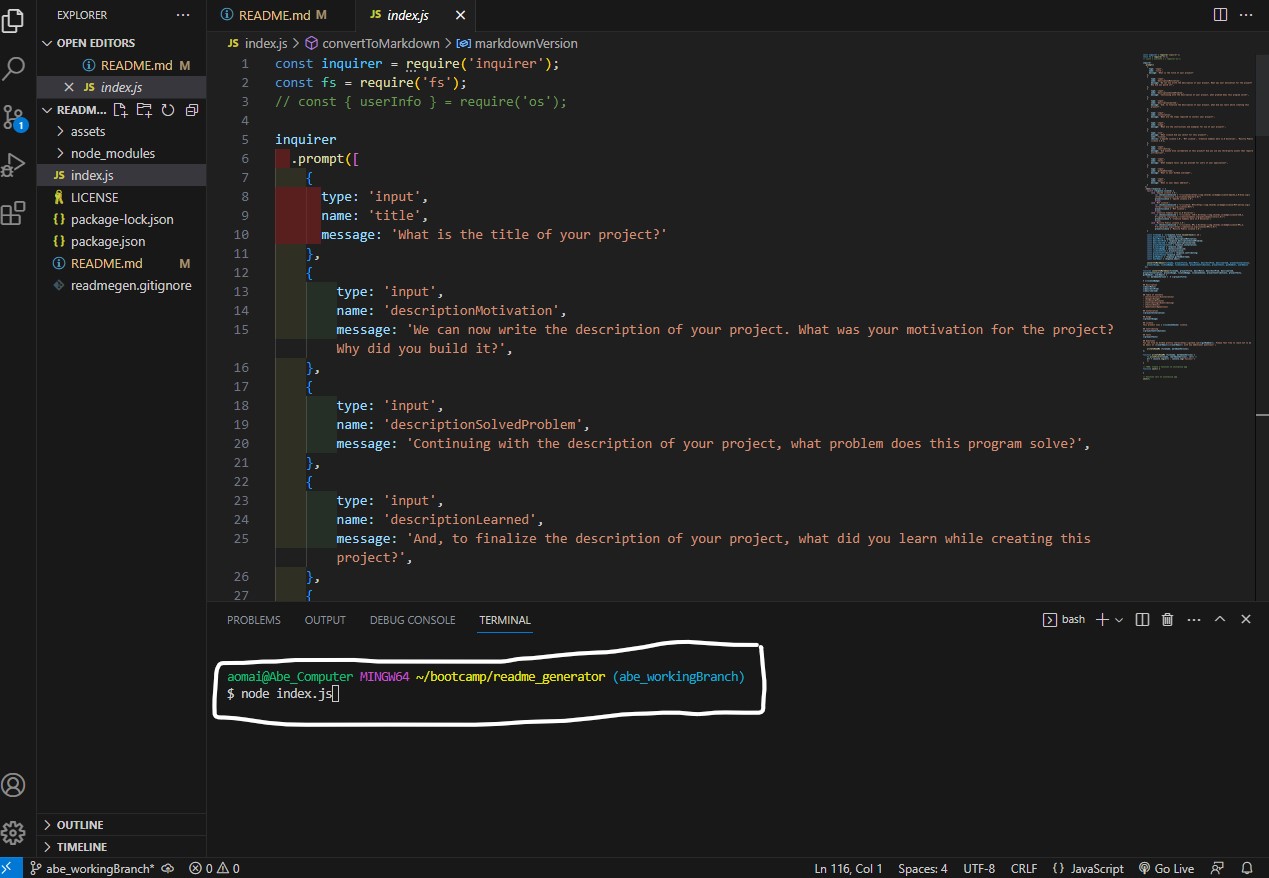 EXPLORER
OPEN EDITORS
README.md M
JS index.js
READM...
assets
node_modules
JS index.js
LICENSE
{} package-lock.json
{} package.json
README.md M
readmegen.gitignore
OUTLINE
TIMELINE
README.md M
JS index.js
JS index.js > convertToMarkdown > markdownVersion
1 const inquirer = require('inquirer');
2 const fs = require('fs');
3 // const { userInfo } = require('os');
4
5 inquirer
6 .prompt([
7 {
8 type: 'input',
9 name: 'title',
10 message: 'What is the title of your project?'
11 },
12 {
13 type: 'input',
14 name: 'descriptionMotivation',
15 message: 'We can now write the description of your project. What was your motivation for the project?
Why did you build it?',
16 },
17 {
18 type: 'input',
19 name: 'descriptionSolvedProblem',
20 message: 'Continuing with the description of your project, what problem does this program solve?',
21 },
22 {
23 type: 'input',
24 name: 'descriptionLearned',
25 message: 'And, to finalize the description of your project, what did you learn while creating this
project?',
26 },
27 {
PROBLEMS OUTPUT DEBUG CONSOLE TERMINAL
bash
aomai@Abe_Computer MINGW64 ~/bootcamp/readme_generator (abe_workingBranch)
$ node index.js
1
abe_workingBranch* 0 0 Ln 116, Col 1 Spaces: 4 UTF-8 CRLF {} JavaScript Go Live